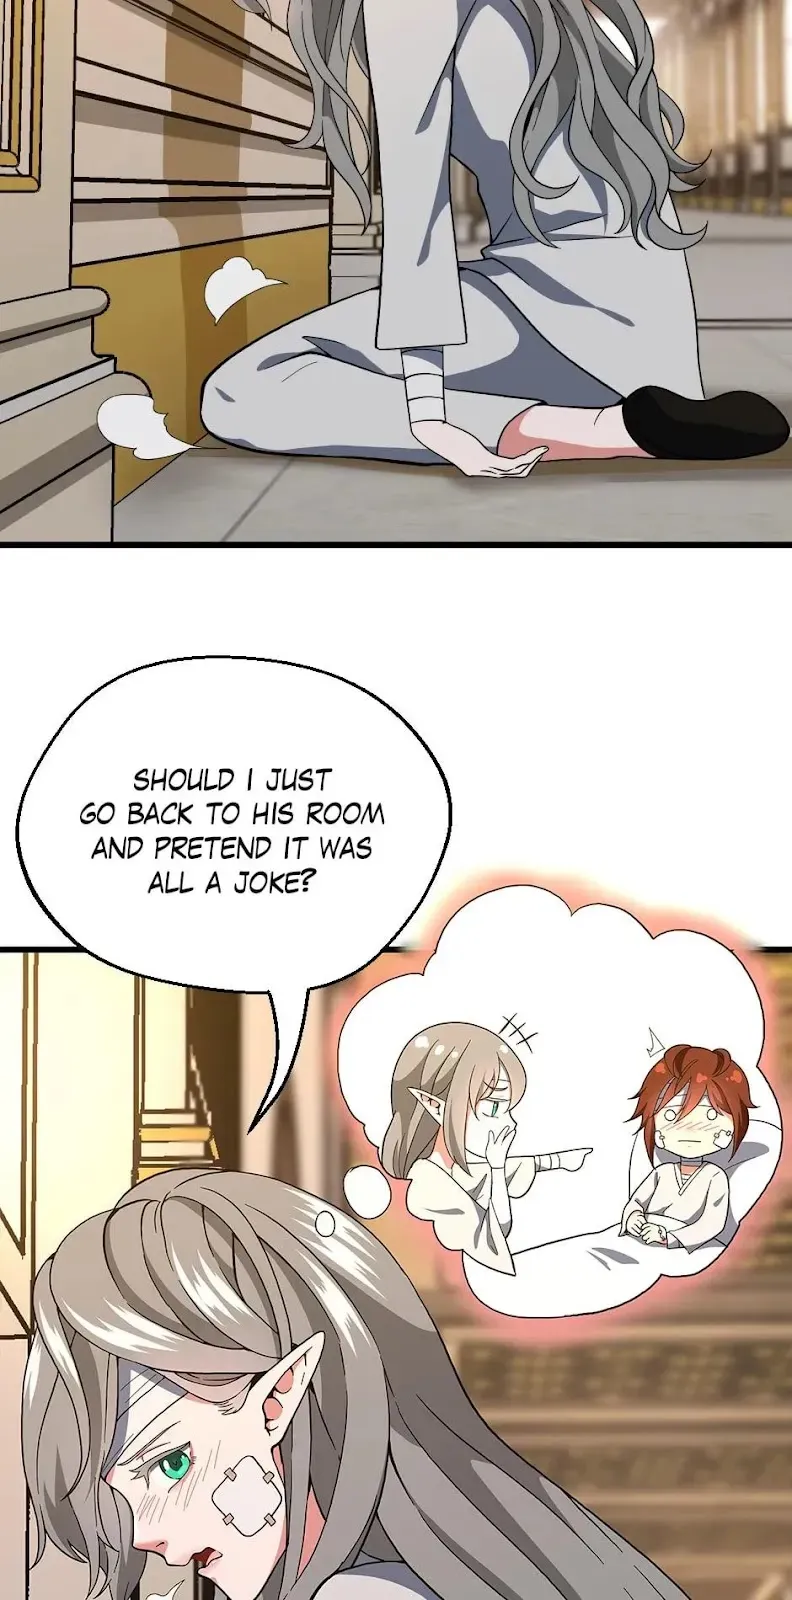 SHOULD I JUST
GO BACK TO HIS ROOM
AND PRETEND IT WAS
ALL A JOKE?